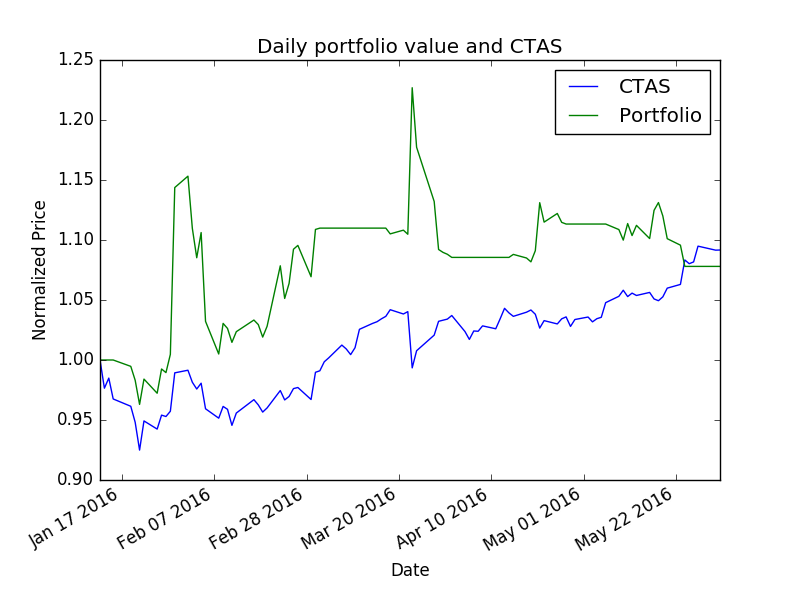 Daily portfolio value and CTAS
1.25
1.20
1.15
1.10
1.05
1.00
0.95
0.90
Normalized Price
CTAS
Portfolio
Jan 17 2016
Feb 07 2016
Feb 28 2016
Mar 20 2016
Apr 10 2016
May 01 2016
May 22 2016
Date